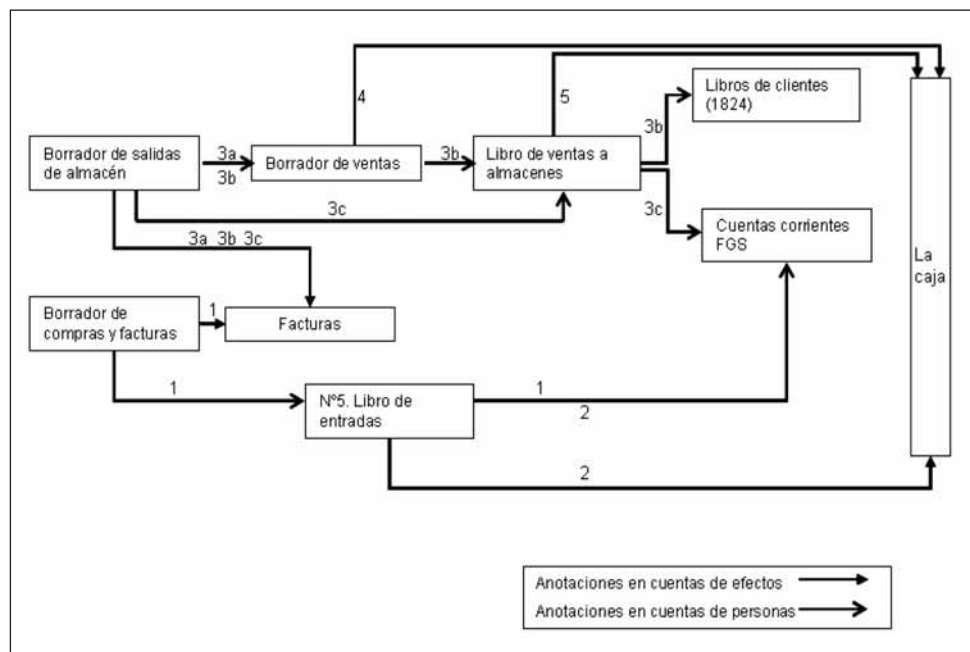 4
5
Libros de clientes
(1824)
3b
Borrador de salidas
de almacén
3a
3b
Borrador de ventas
3b
Libro de ventas a
almacenes
3c
3c
Cuentas corrientes
FGS
3a 3b 3c
La
caja
Borrador de
compras y facturas
1
Facturas
1
Nº5. Libro de
entradas
1
2
2
Anotaciones en cuentas de efectos
Anotaciones en cuentas de personas